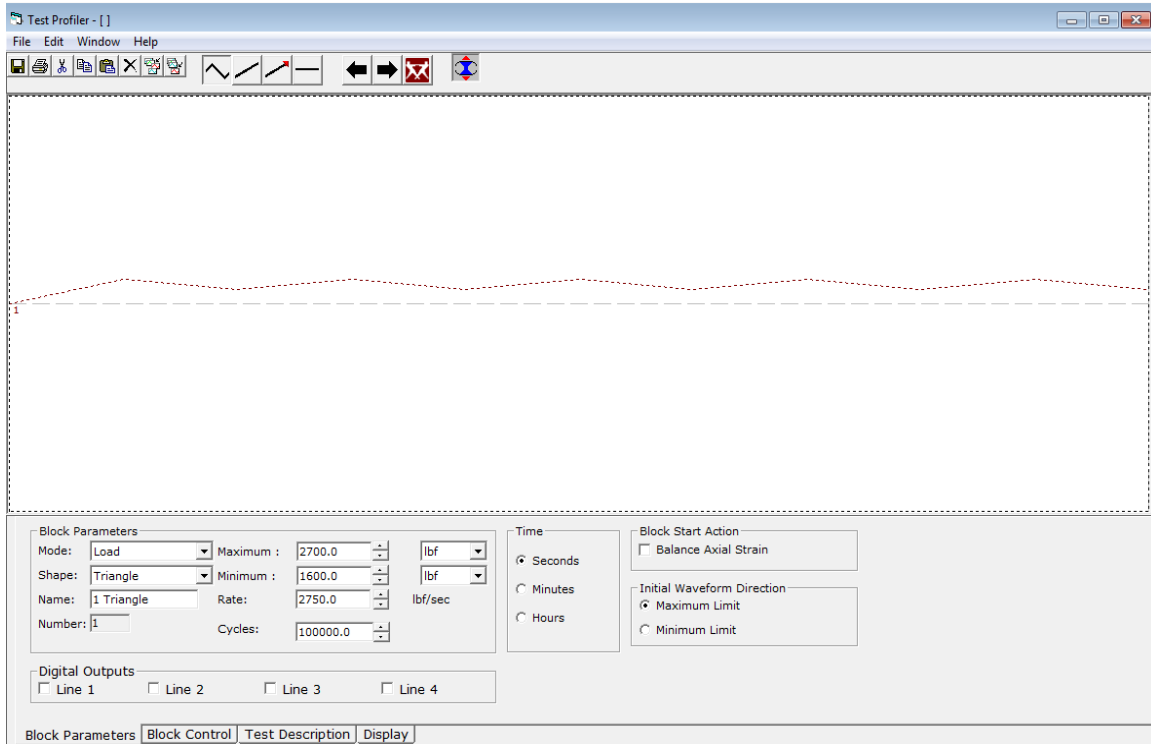 Test Profiler - [ ]
File Edit Window Help
1
Block Parameters
Mode: Load Maximum : 2700.0 lbf
Shape: Triangle Minimum : 1600.0 lbf
Name: 1 Triangle Rate: 2750.0 lbf/sec
Number: 1 Cycles: 100000.0
Time
Seconds
Minutes
Hours
Block Start Action
Balance Axial Strain
Initial Waveform Direction
Maximum Limit
Minimum Limit
Digital Outputs
Line 1 Line 2 Line 3 Line 4
Block Parameters Block Control Test Description Display